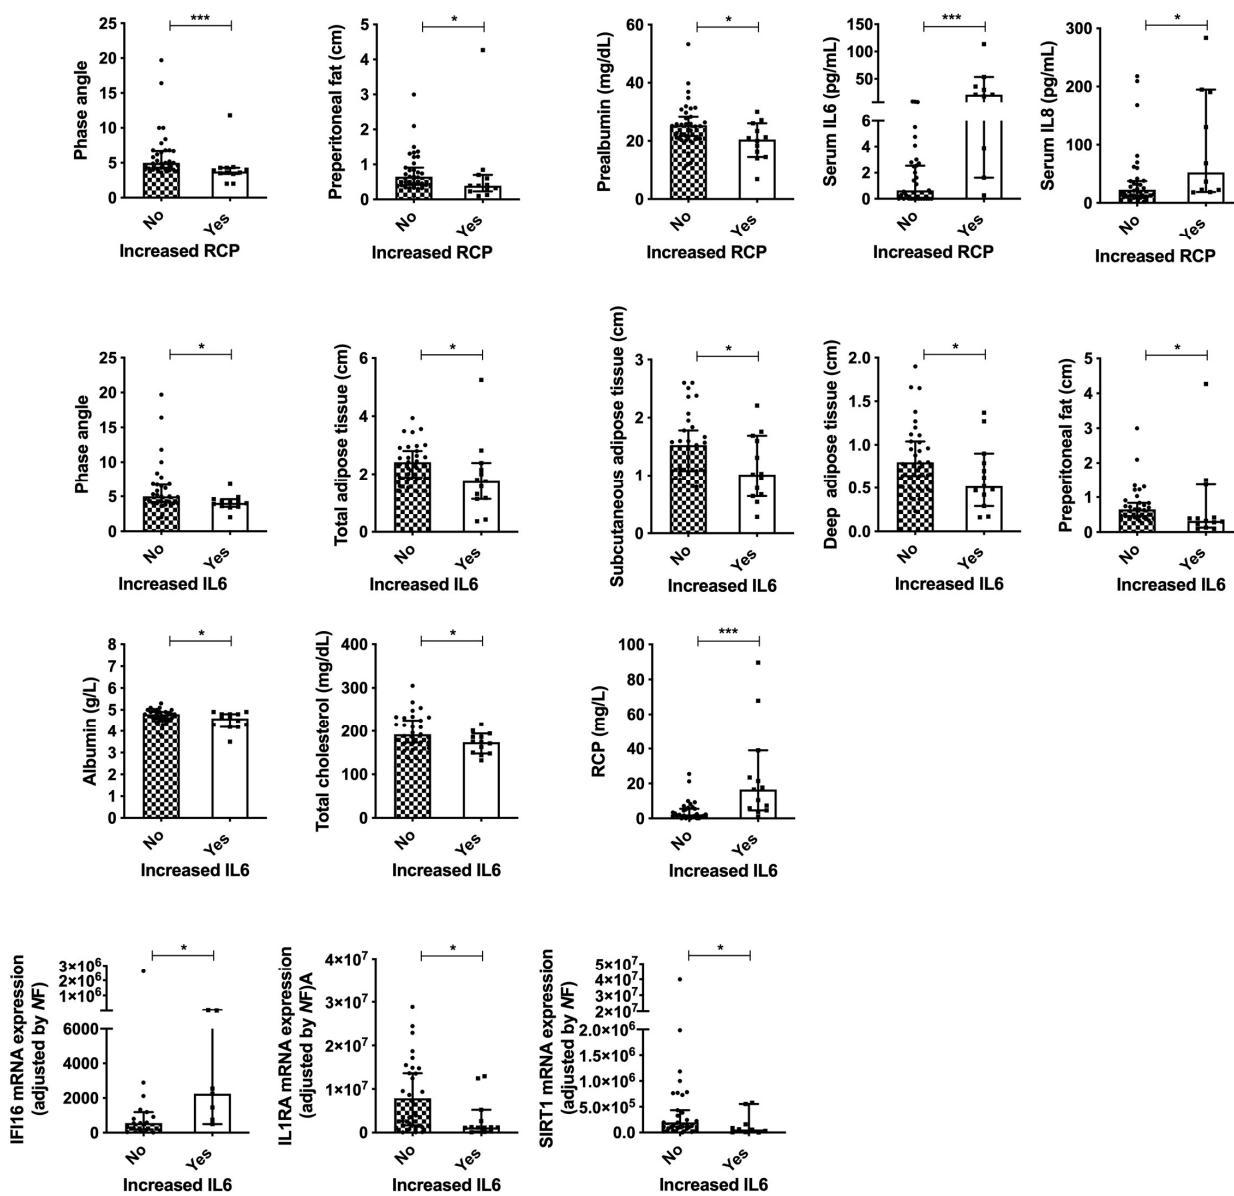 Phase angle
25
20
15
10
5
0
***
No
Yes
Increased RCP
Preperitoneal fat (cm)
5
4
3
2
1
0
*
No
Yes
Increased RCP
Prealbumin (mg/dL)
60
40
20
0
*
No
Yes
Increased RCP
Serum IL6 (pg/mL)
150
100
50
6
4
2
0
***
No
Yes
Increased RCP
Serum IL8 (pg/mL)
300
200
100
0
*
No
Yes
Increased RCP
Phase angle
25
20
15
10
5
0
*
No
Yes
Increased IL6
Total adipose tissue (cm)
6
4
2
0
*
No
Yes
Increased IL6
Subcutaneous adipose tissue (cm)
3
2
1
0
*
No
Yes
Increased IL6
Deep adipose tissue (cm)
2.0
1.5
1.0
0.5
0.0
*
No
Yes
Increased IL6
Preperitoneal fat (cm)
5
4
3
2
1
0
*
No
Yes
Increased IL6
Albumin (g/L)
8
7
6
5
4
3
2
1
0
*
No
Yes
Increased IL6
Total cholesterol (mg/dL)
400
300
200
100
0
*
No
Yes
Increased IL6
RCP (mg/L)
100
80
60
40
20
0
***
No
Yes
Increased IL6
IFI16 mRNA expression
(adjusted by NF)
3×10⁶
2×10⁶
1×10⁶
6000
4000
2000
0
*
No
Yes
Increased IL6
IL1RA mRNA expression
(adjusted by NF)A
4×10⁷
3×10⁷
2×10⁷
1×10⁷
0
*
No
Yes
Increased IL6
SIRT1 mRNA expression
(adjusted by NF)
5×10⁷
4×10⁷
3×10⁷
2×10⁷
2.0×10⁶
1.5×10⁶
1.0×10⁶
5.0×10⁵
0.0
*
No
Yes
Increased IL6